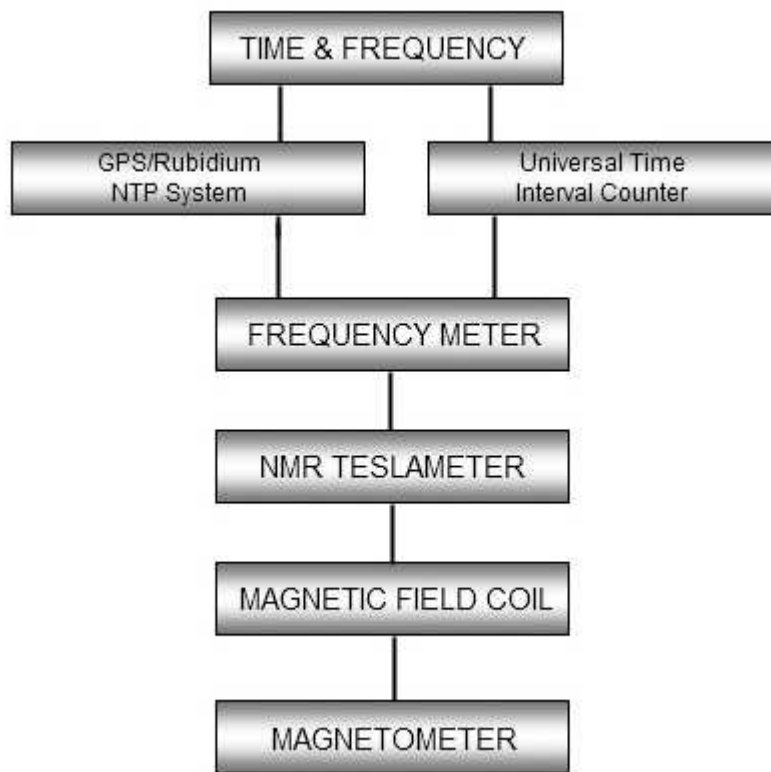 TIME & FREQUENCY
GPS/Rubidium
NTP System
Universal Time
Interval Counter
FREQUENCY METER
NMR TESLAMETER
MAGNETIC FIELD COIL
MAGNETOMETER